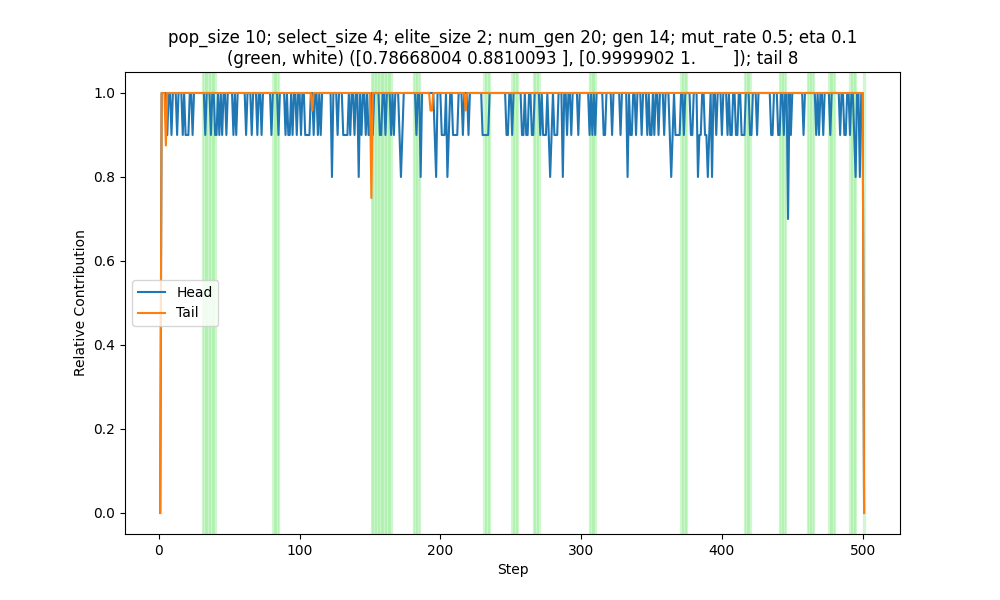 pop_size 10; select_size 4; elite_size 2; num_gen 20; gen 14; mut_rate 0.5; eta 0.1
(green, white) ([0.78668004 0.8810093 ], [0.9999902 1.       ]); tail 8
1.0
0.8
0.6
0.4
0.2
0.0
Relative Contribution
Head
Tail
0
100
200
300
400
500
Step